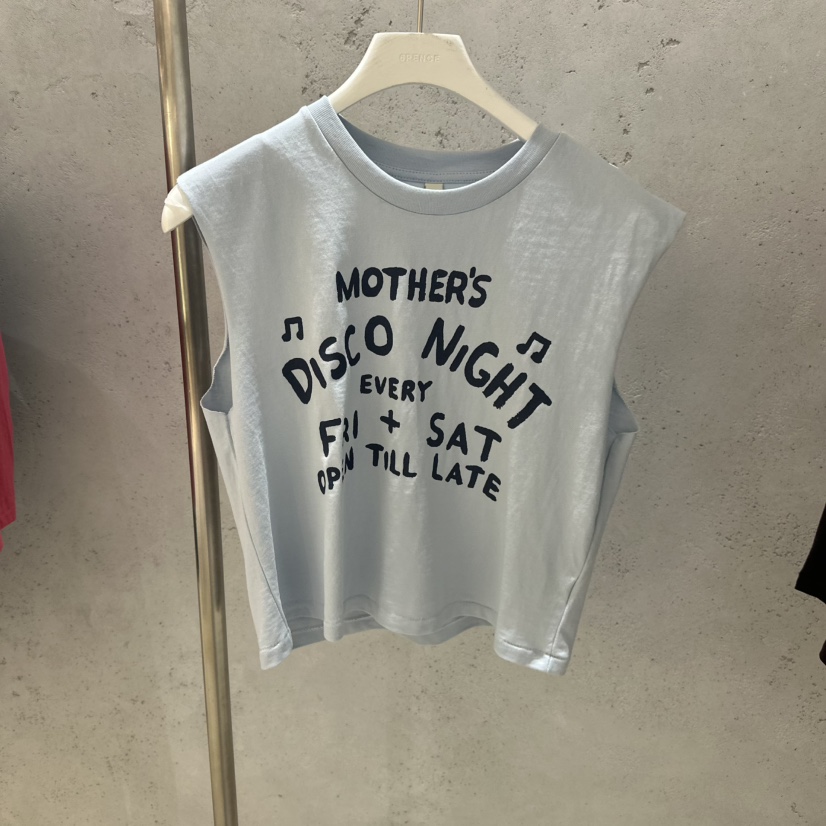 MOTHER'S
DISCO NIGHT
EVERY
FRI + SAT
OPEN TILL LATE